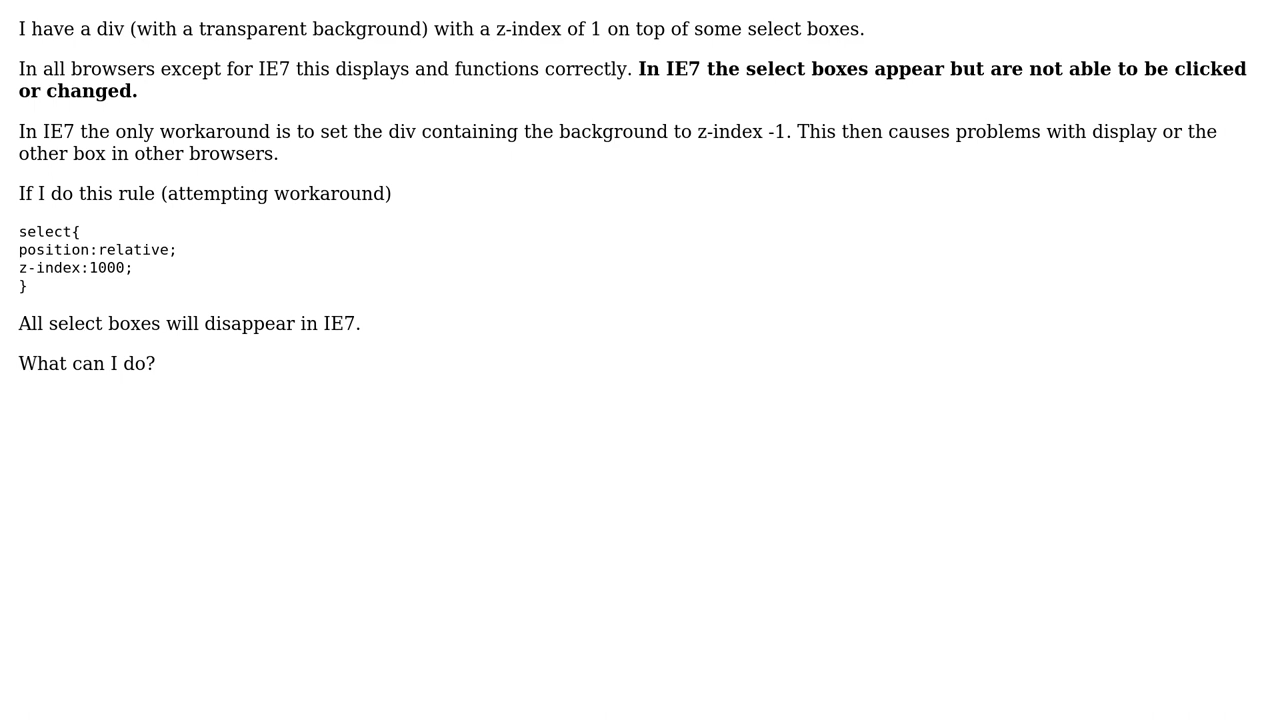 I have a div (with a transparent background) with a z-index of 1 on top of some select boxes.
In all browsers except for IE7 this displays and functions correctly. In IE7 the select boxes appear but are not able to be clicked
or changed.
In IE7 the only workaround is to set the div containing the background to z-index -1. This then causes problems with display or the
other box in other browsers.
If I do this rule (attempting workaround)
select{
position:relative;
z-index:1000;
}
All select boxes will disappear in IE7.
What can I do?